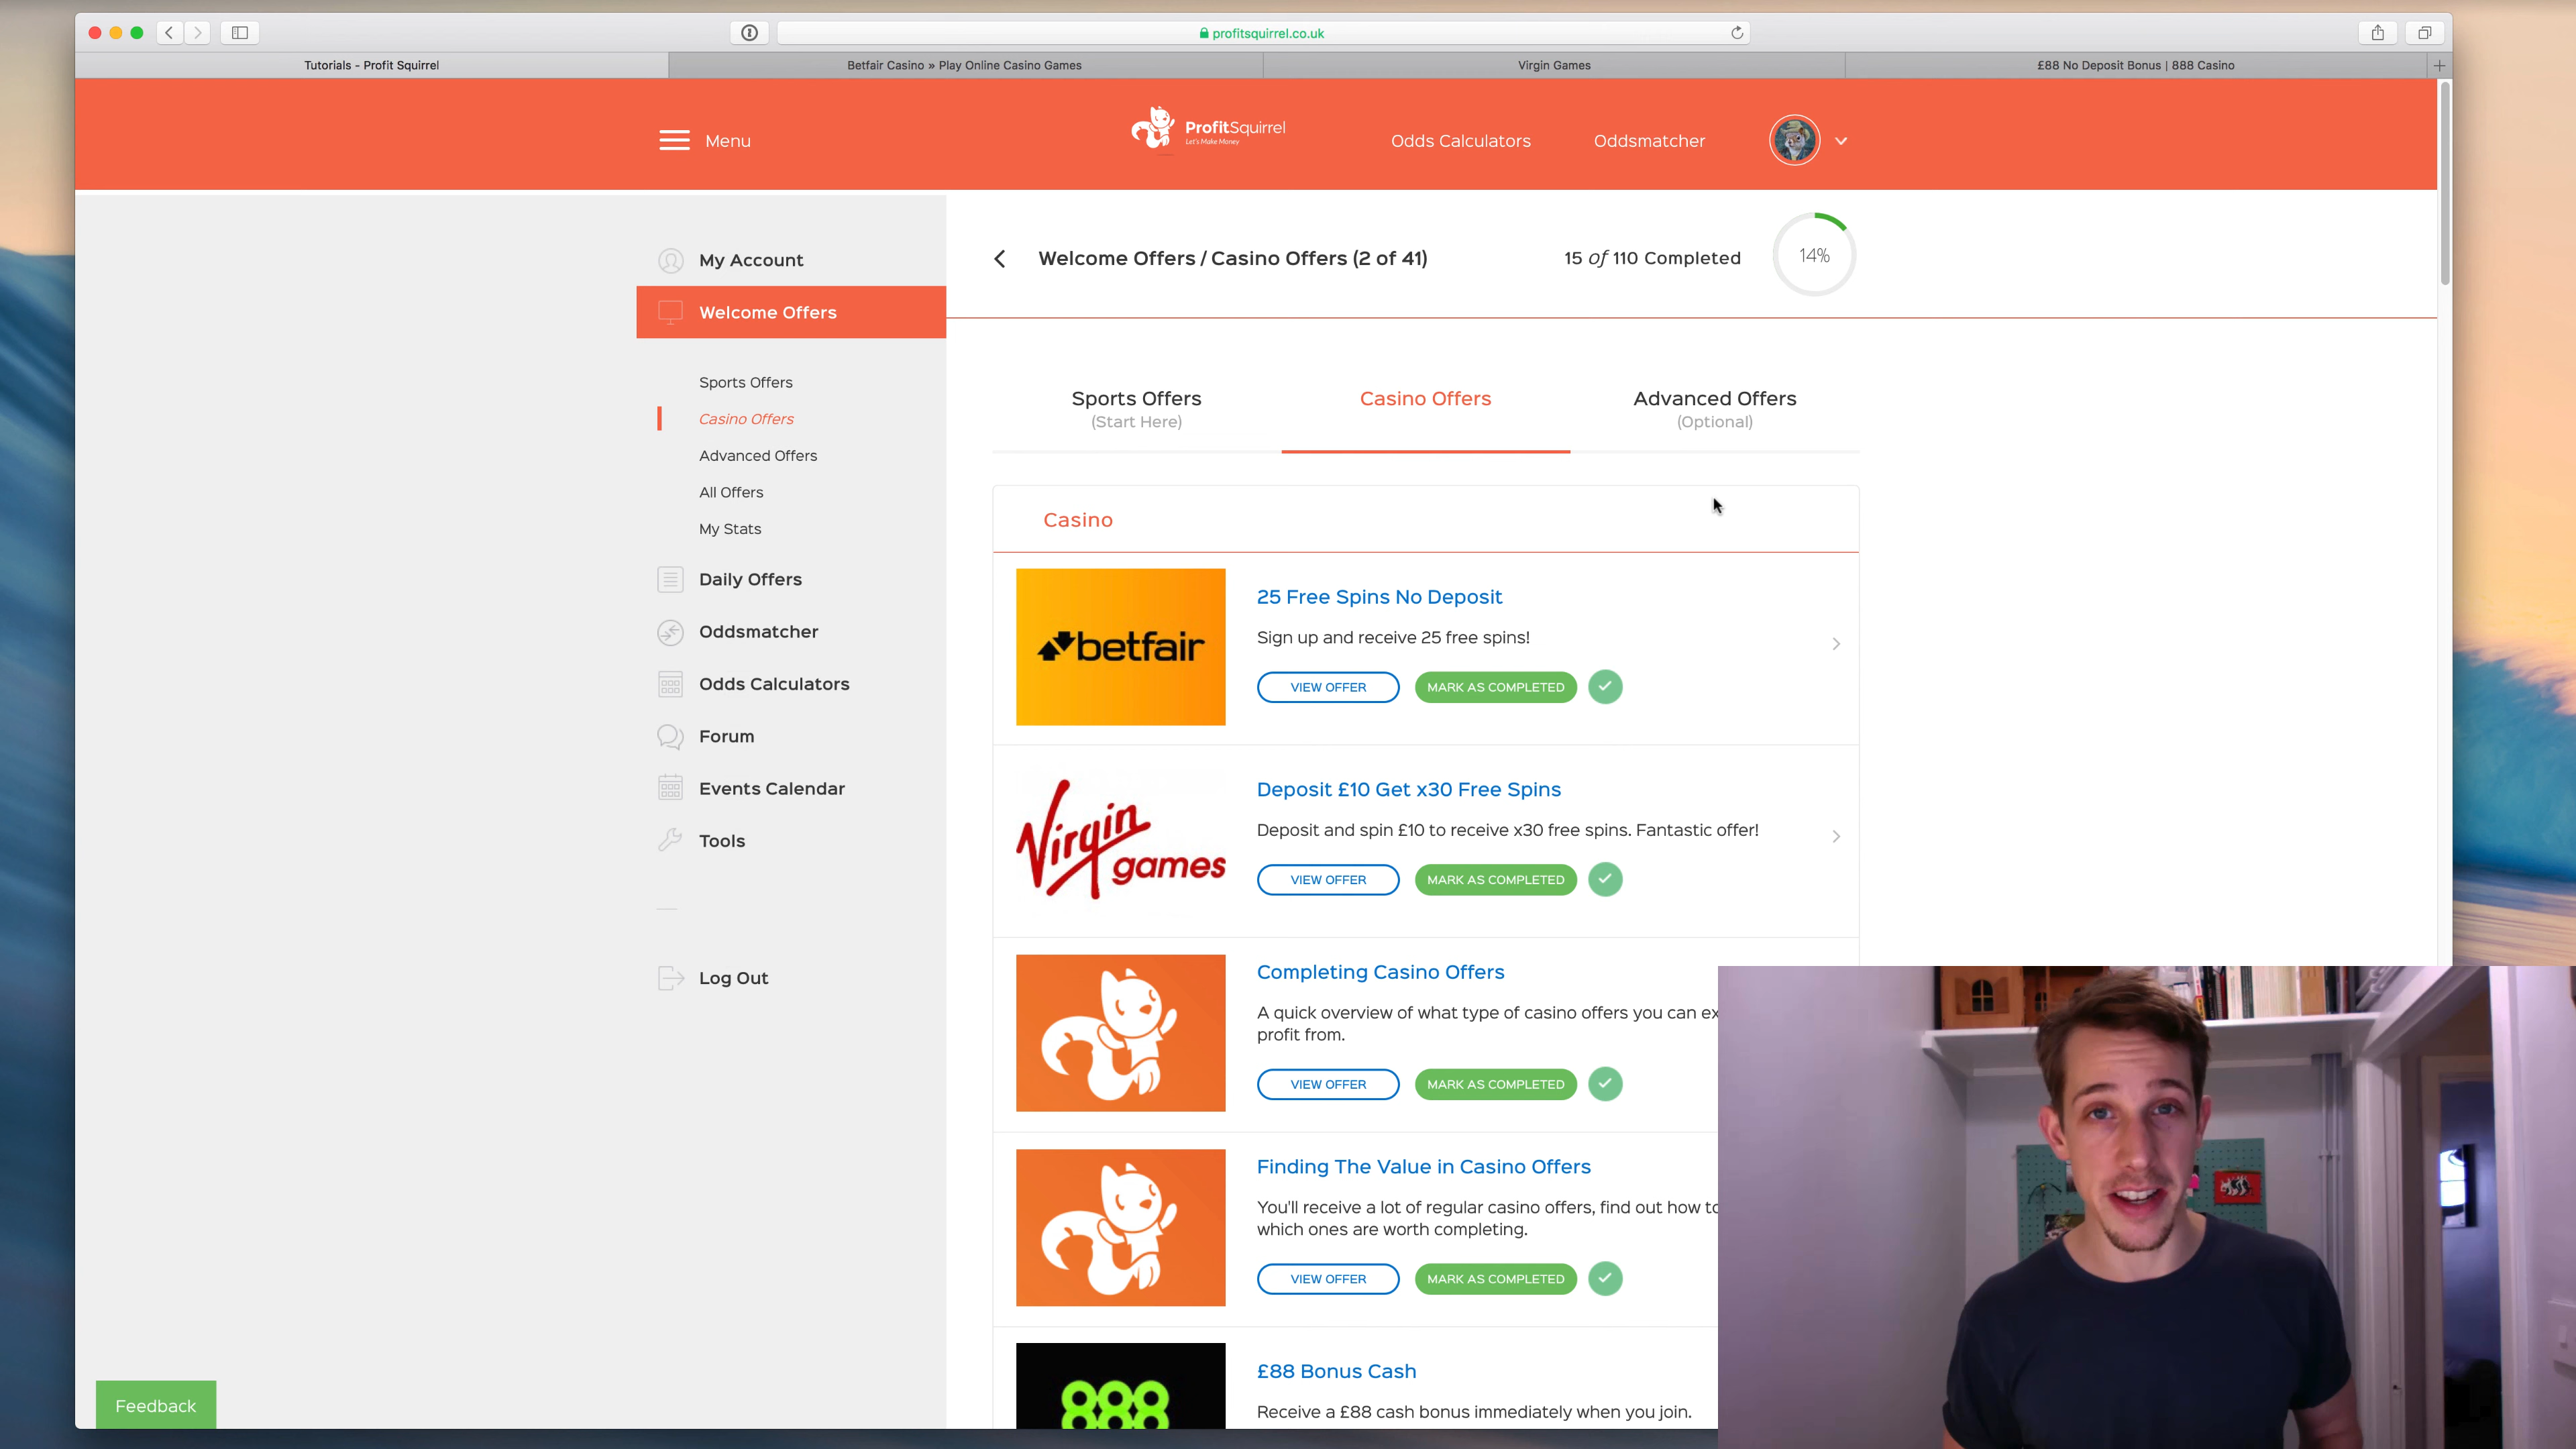 profitsquirrel.co.uk
Tutorials - Profit Squirrel
Betfair Casino » Play Online Casino Games
Virgin Games
£88 No Deposit Bonus | 888 Casino
Menu
ProfitSquirrel
Let's Make Money
Odds Calculators
Oddsmatcher
My Account
Welcome Offers
Sports Offers
Casino Offers
Advanced Offers
All Offers
My Stats
Daily Offers
Oddsmatcher
Odds Calculators
Forum
Events Calendar
Tools
Log Out
Feedback
Welcome Offers / Casino Offers (2 of 41)
15 of 110 Completed
14%
Sports Offers
(Start Here)
Casino Offers
Advanced Offers
(Optional)
Casino
betfair
25 Free Spins No Deposit
Sign up and receive 25 free spins!
VIEW OFFER
MARK AS COMPLETED
Virgin games
Deposit £10 Get x30 Free Spins
Deposit and spin £10 to receive x30 free spins. Fantastic offer!
VIEW OFFER
MARK AS COMPLETED
Completing Casino Offers
A quick overview of what type of casino offers you can ex
profit from.
VIEW OFFER
MARK AS COMPLETED
Finding The Value in Casino Offers
You'll receive a lot of regular casino offers, find out how to
which ones are worth completing.
VIEW OFFER
MARK AS COMPLETED
888
£88 Bonus Cash
Receive a £88 cash bonus immediately when you join.